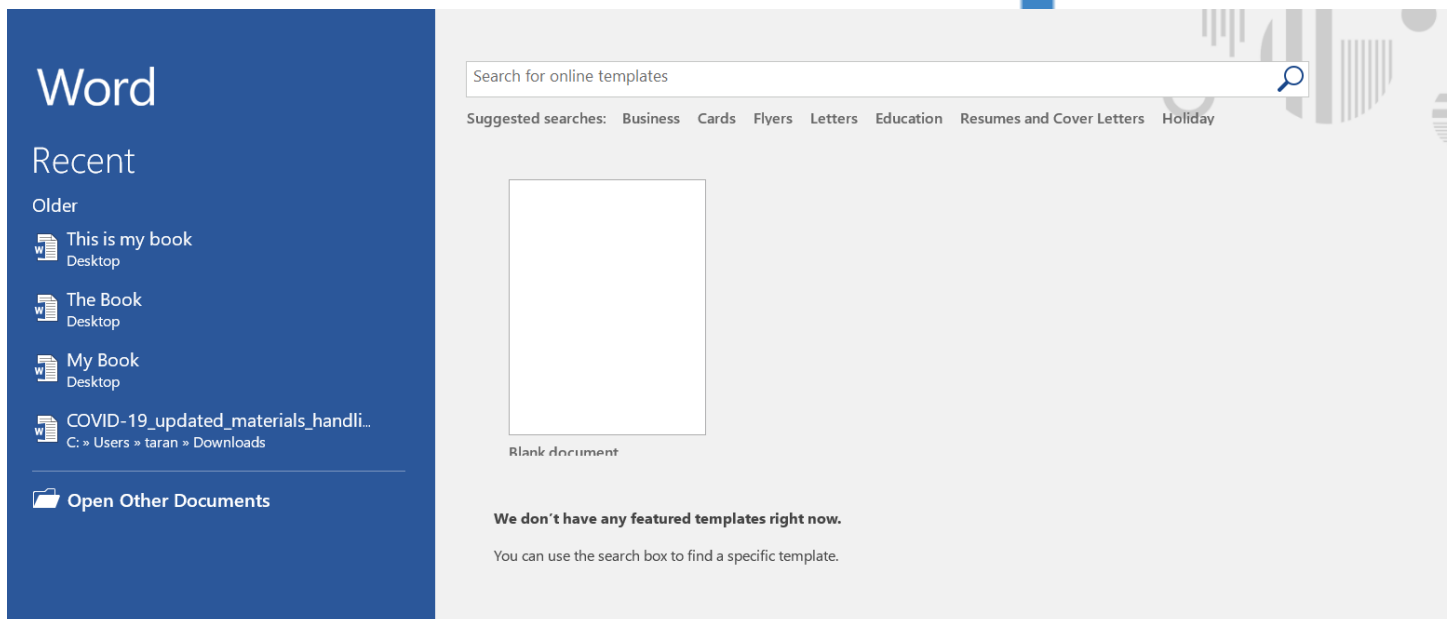 Word
Recent
Older
This is my book
Desktop
The Book
Desktop
My Book
Desktop
COVID-19_updated_materials_handli...
C: » Users » taran » Downloads
Open Other Documents
Search for online templates
Suggested searches: Business Cards Flyers Letters Education Resumes and Cover Letters Holiday
Blank document
We don't have any featured templates right now.
You can use the search box to find a specific template.